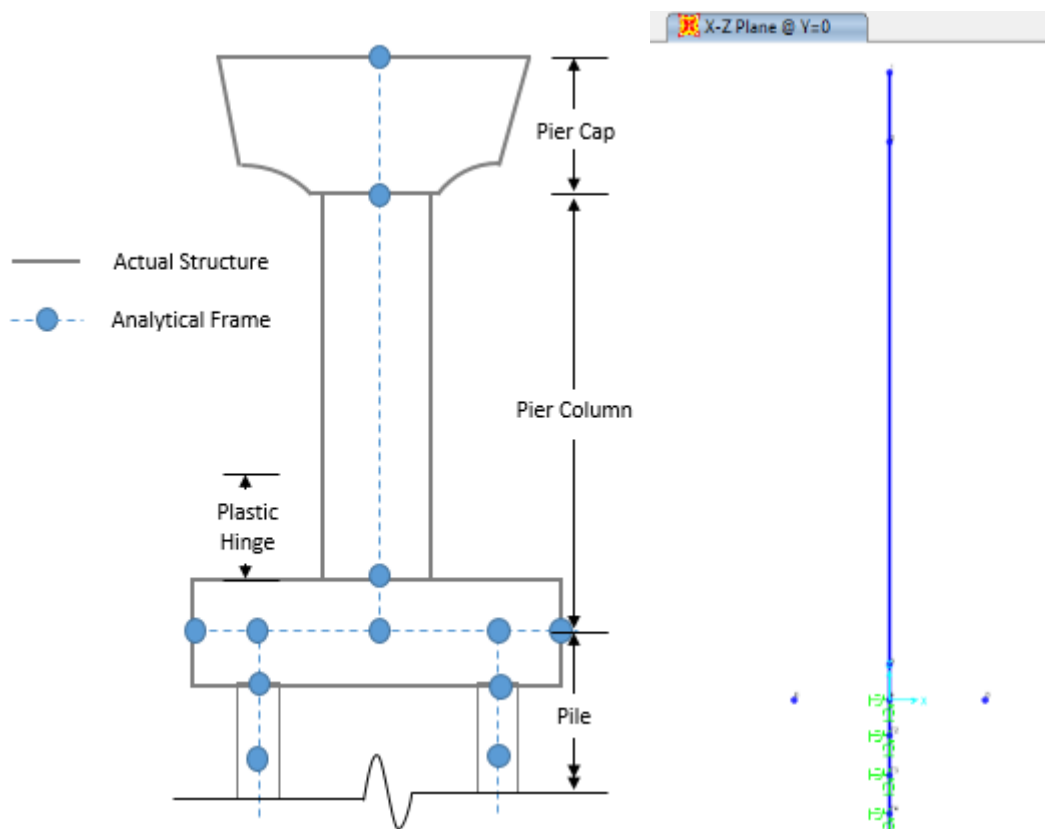 X-Z Plane @ Y=0
Pier Cap
Actual Structure
Analytical Frame
Pier Column
Plastic
Hinge
Pile
X